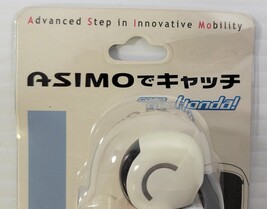 Advanced Step in Innovative Mobility
ASIMOでキャッチ
Honda!